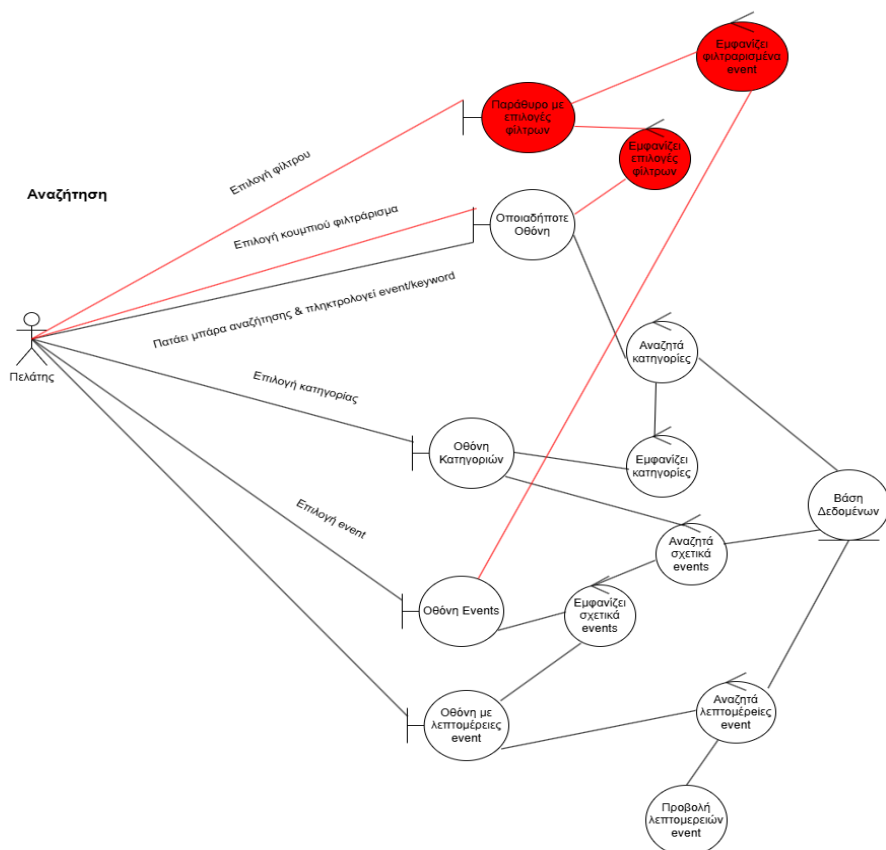 Εμφανίζει
φιλτραρισμένα
event
Παράθυρο με
επιλογές
φίλτρων
Εμφανίζει
επιλογές
φίλτρων
Επιλογή φίλτρου
Αναζήτηση
Οποιαδήποτε
Οθόνη
Επιλογή κουμπιού φιλτράρισμα
Πατάει μπάρα αναζήτησης & πληκτρολογεί event/keyword
Πελάτης
Αναζητά
κατηγορίες
Επιλογή κατηγορίας
Οθόνη
Κατηγοριών
Εμφανίζει
κατηγορίες
Βάση
Δεδομένων
Επιλογή event
Αναζητά
σχετικά
events
Οθόνη Events
Εμφανίζει
σχετικά
events
Οθόνη με
λεπτομέρειες
event
Αναζητά
λεπτομέρείες
event
Προβολή
λεπτομερειών
event